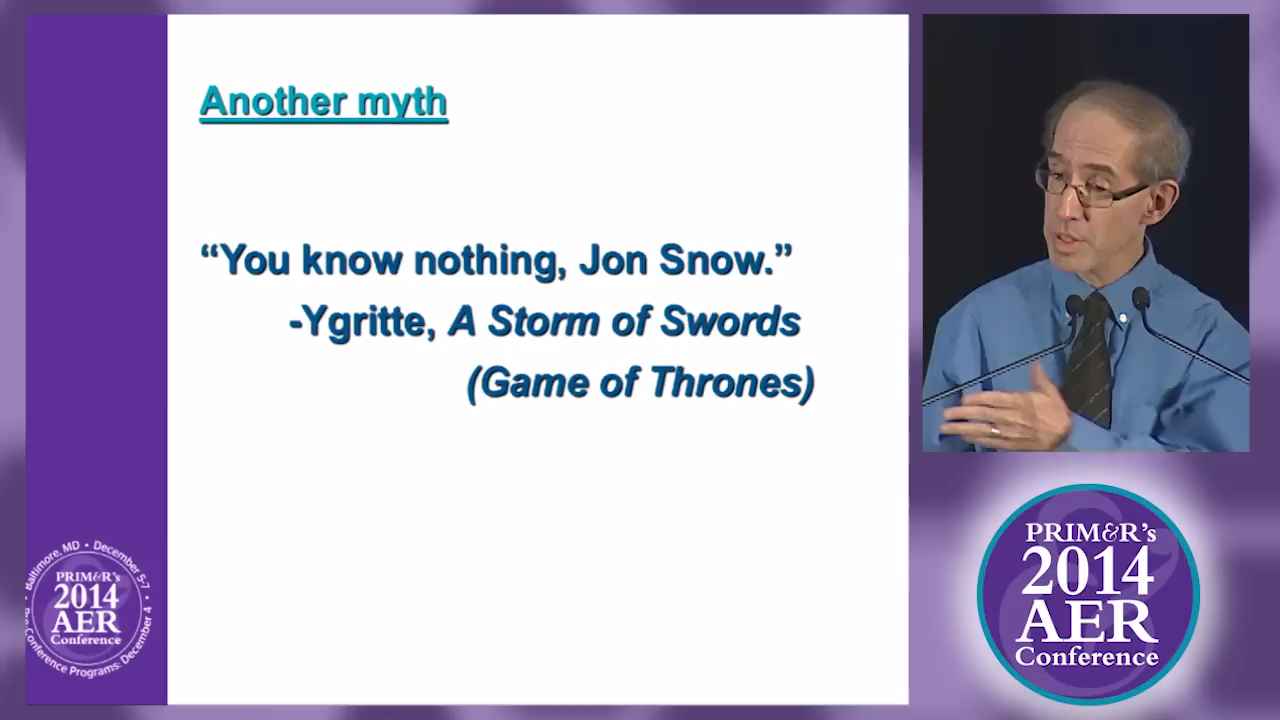 Another myth
“You know nothing, Jon Snow.”
-Ygritte, A Storm of Swords
(Game of Thrones)
Baltimore, MD • December 5-7
PRIM&R's
2014
AER
Conference
Pre-Conference Programs: December 4
PRIM&R's
2014
AER
Conference